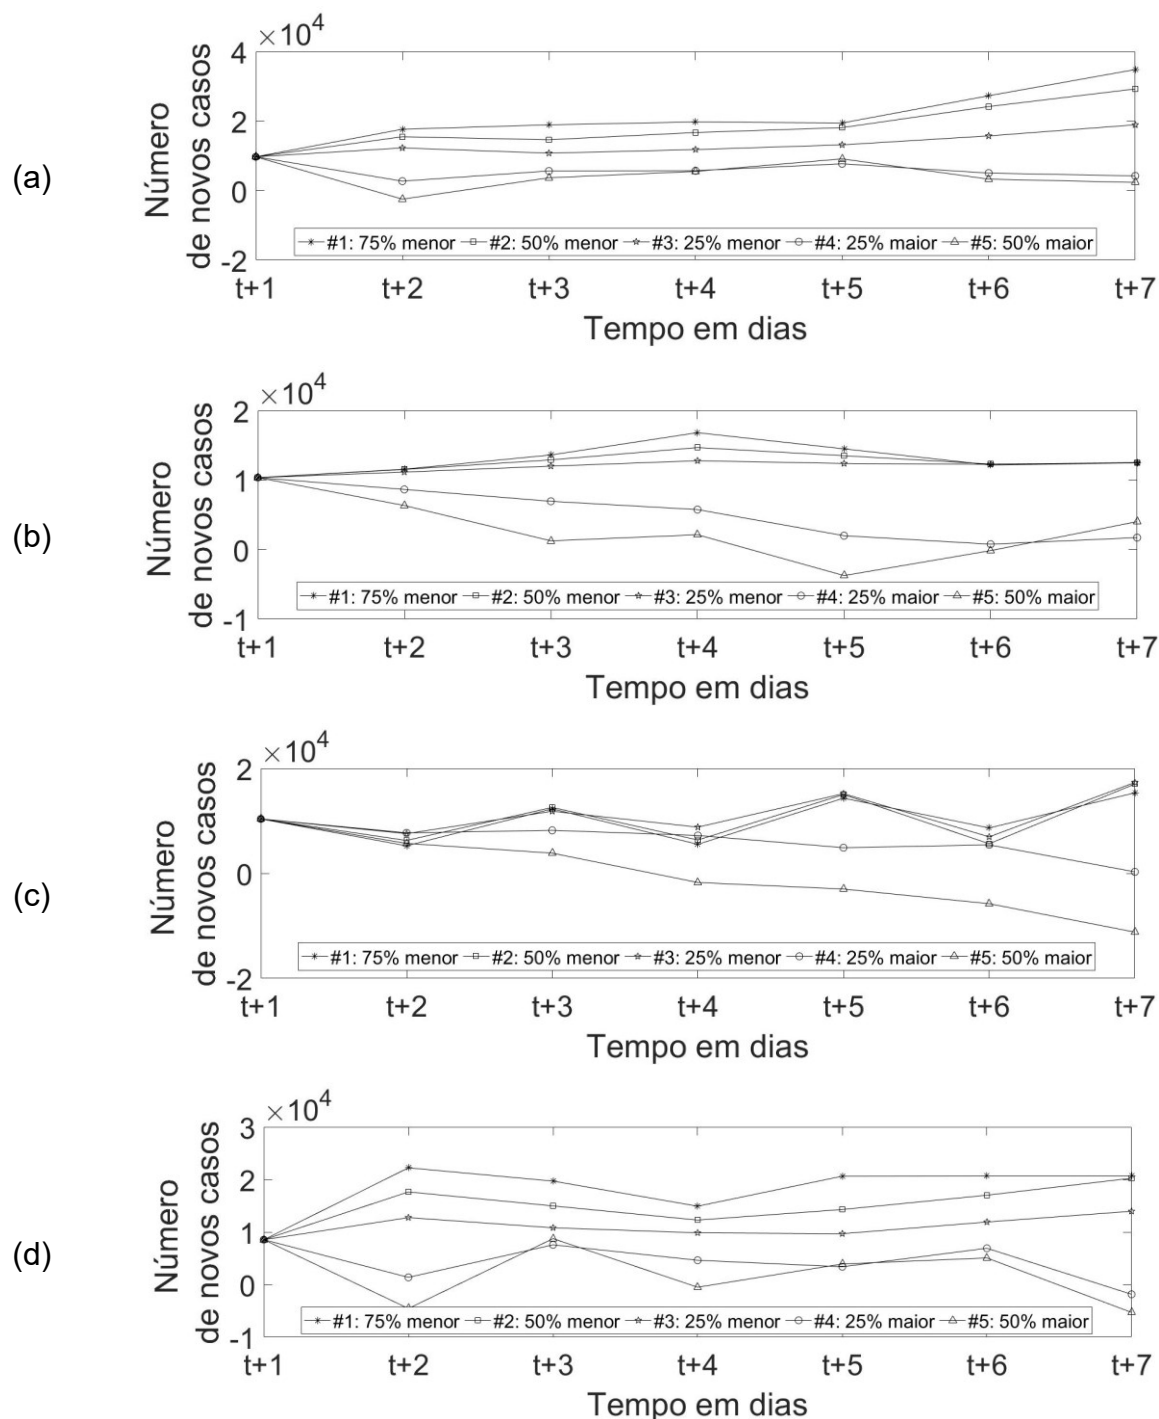 (a)
×10⁴
Número
de novos casos
4
2
0
-2
#1: 75% menor #2: 50% menor #3: 25% menor #4: 25% maior #5: 50% maior
t+1 t+2 t+3 t+4 t+5 t+6 t+7
Tempo em dias
(b)
×10⁴
Número
de novos casos
2
1
0
-1
#1: 75% menor #2: 50% menor #3: 25% menor #4: 25% maior #5: 50% maior
t+1 t+2 t+3 t+4 t+5 t+6 t+7
Tempo em dias
(c)
×10⁴
Número
de novos casos
2
0
-2
#1: 75% menor #2: 50% menor #3: 25% menor #4: 25% maior #5: 50% maior
t+1 t+2 t+3 t+4 t+5 t+6 t+7
Tempo em dias
(d)
×10⁴
Número
de novos casos
3
2
1
0
-1
#1: 75% menor #2: 50% menor #3: 25% menor #4: 25% maior #5: 50% maior
t+1 t+2 t+3 t+4 t+5 t+6 t+7
Tempo em dias